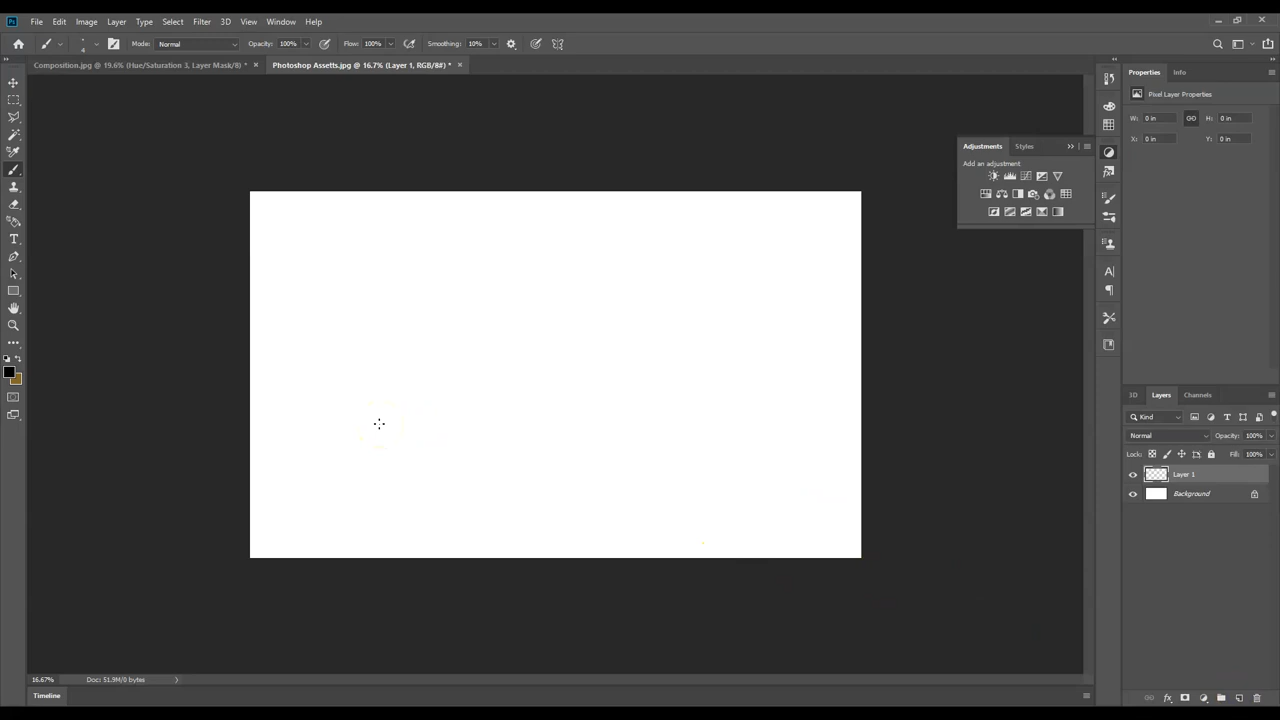 Ps File Edit Image Layer Type Select Filter 3D View Window Help
4 Mode: Normal Opacity: 100% Flow: 100% Smoothing: 10%
Composition.jpg @ 19.6% (Hue/Saturation 3, Layer Mask/8) * × Photoshop Assetts.jpg @ 16.7% (Layer 1, RGB/8#) * ×
Properties Info
Pixel Layer Properties
W: 0 in H: 0 in
X: 0 in Y: 0 in
Adjustments Styles
Add an adjustment
3D Layers Channels
Kind
Normal Opacity: 100%
Lock: Fill: 100%
Layer 1
Background
16.67% Doc: 51.9M/0 bytes
Timeline